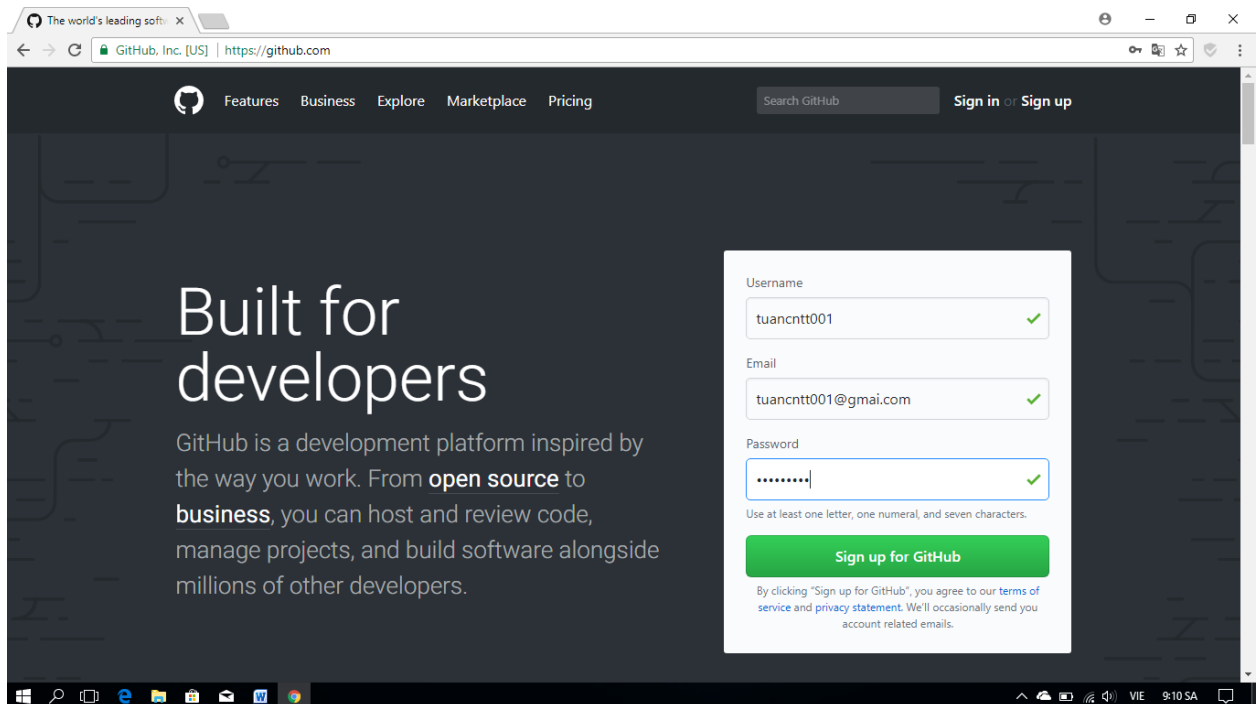 The world's leading softw
GitHub, Inc. [US] https://github.com
Features Business Explore Marketplace Pricing Search GitHub Sign in or Sign up
Built for
developers
GitHub is a development platform inspired by
the way you work. From open source to
business, you can host and review code,
manage projects, and build software alongside
millions of other developers.
Username
tuancntt001
Email
tuancntt001@gmai.com
Password
•••••••••
Use at least one letter, one numeral, and seven characters.
Sign up for GitHub
By clicking "Sign up for GitHub", you agree to our terms of
service and privacy statement. We'll occasionally send you
account related emails.
VIE 9:10 SA